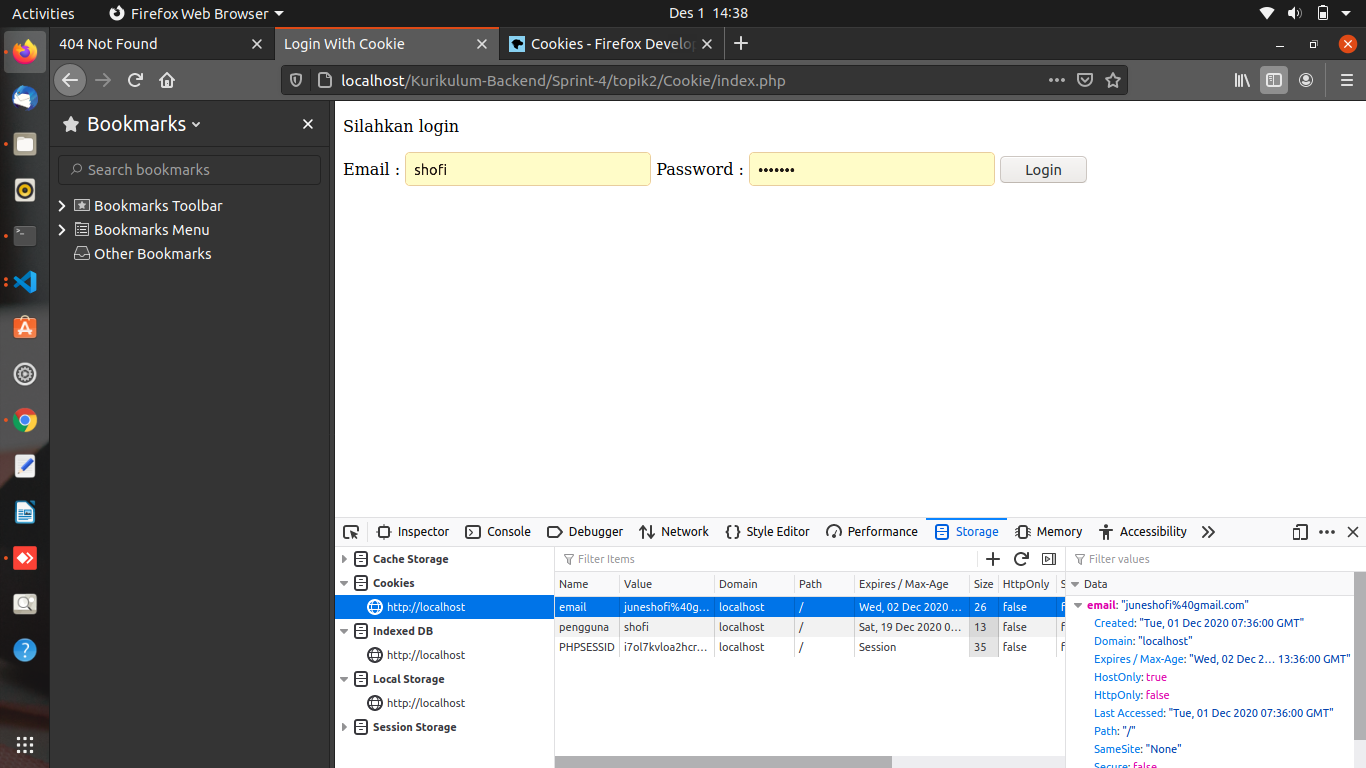 Activities Firefox Web Browser Des 1 14:38
404 Not Found Login With Cookie Cookies - Firefox Develop
localhost/Kurikulum-Backend/Sprint-4/topik2/Cookie/index.php
Bookmarks
Search bookmarks
Bookmarks Toolbar
Bookmarks Menu
Other Bookmarks
Silahkan login
Email : shofi Password : ••••••• Login
Inspector Console Debugger Network Style Editor Performance Storage Memory Accessibility
Cache Storage
Cookies
http://localhost
Indexed DB
http://localhost
Local Storage
http://localhost
Session Storage
Filter Items
Name Value Domain Path Expires / Max-Age Size HttpOnly S
email juneshofi%40g... localhost / Wed, 02 Dec 2020 ... 26 false f
pengguna shofi localhost / Sat, 19 Dec 2020 0... 13 false f
PHPSESSID i7ol7kvloa2hcr... localhost / Session 35 false f
Filter values
Data
email: "juneshofi%40gmail.com"
Created: "Tue, 01 Dec 2020 07:36:00 GMT"
Domain: "localhost"
Expires / Max-Age: "Wed, 02 Dec 2... 13:36:00 GMT"
HostOnly: true
HttpOnly: false
Last Accessed: "Tue, 01 Dec 2020 07:36:00 GMT"
Path: "/"
SameSite: "None"
Secure: false